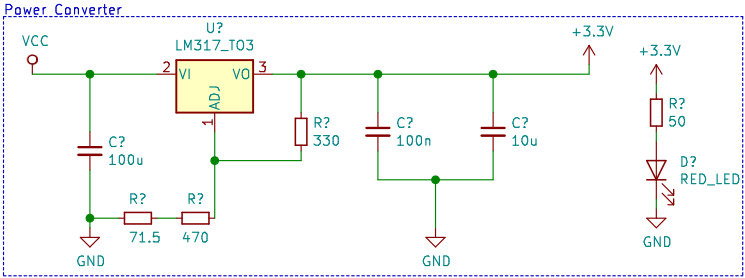 Power Converter
VCC
U?
LM317_TO3
2
VI
VO
3
ADJ
1
+3.3V
+3.3V
C?
100u
R?
330
C?
100n
C?
10u
R?
50
D?
RED_LED
R?
71.5
R?
470
GND
GND
GND